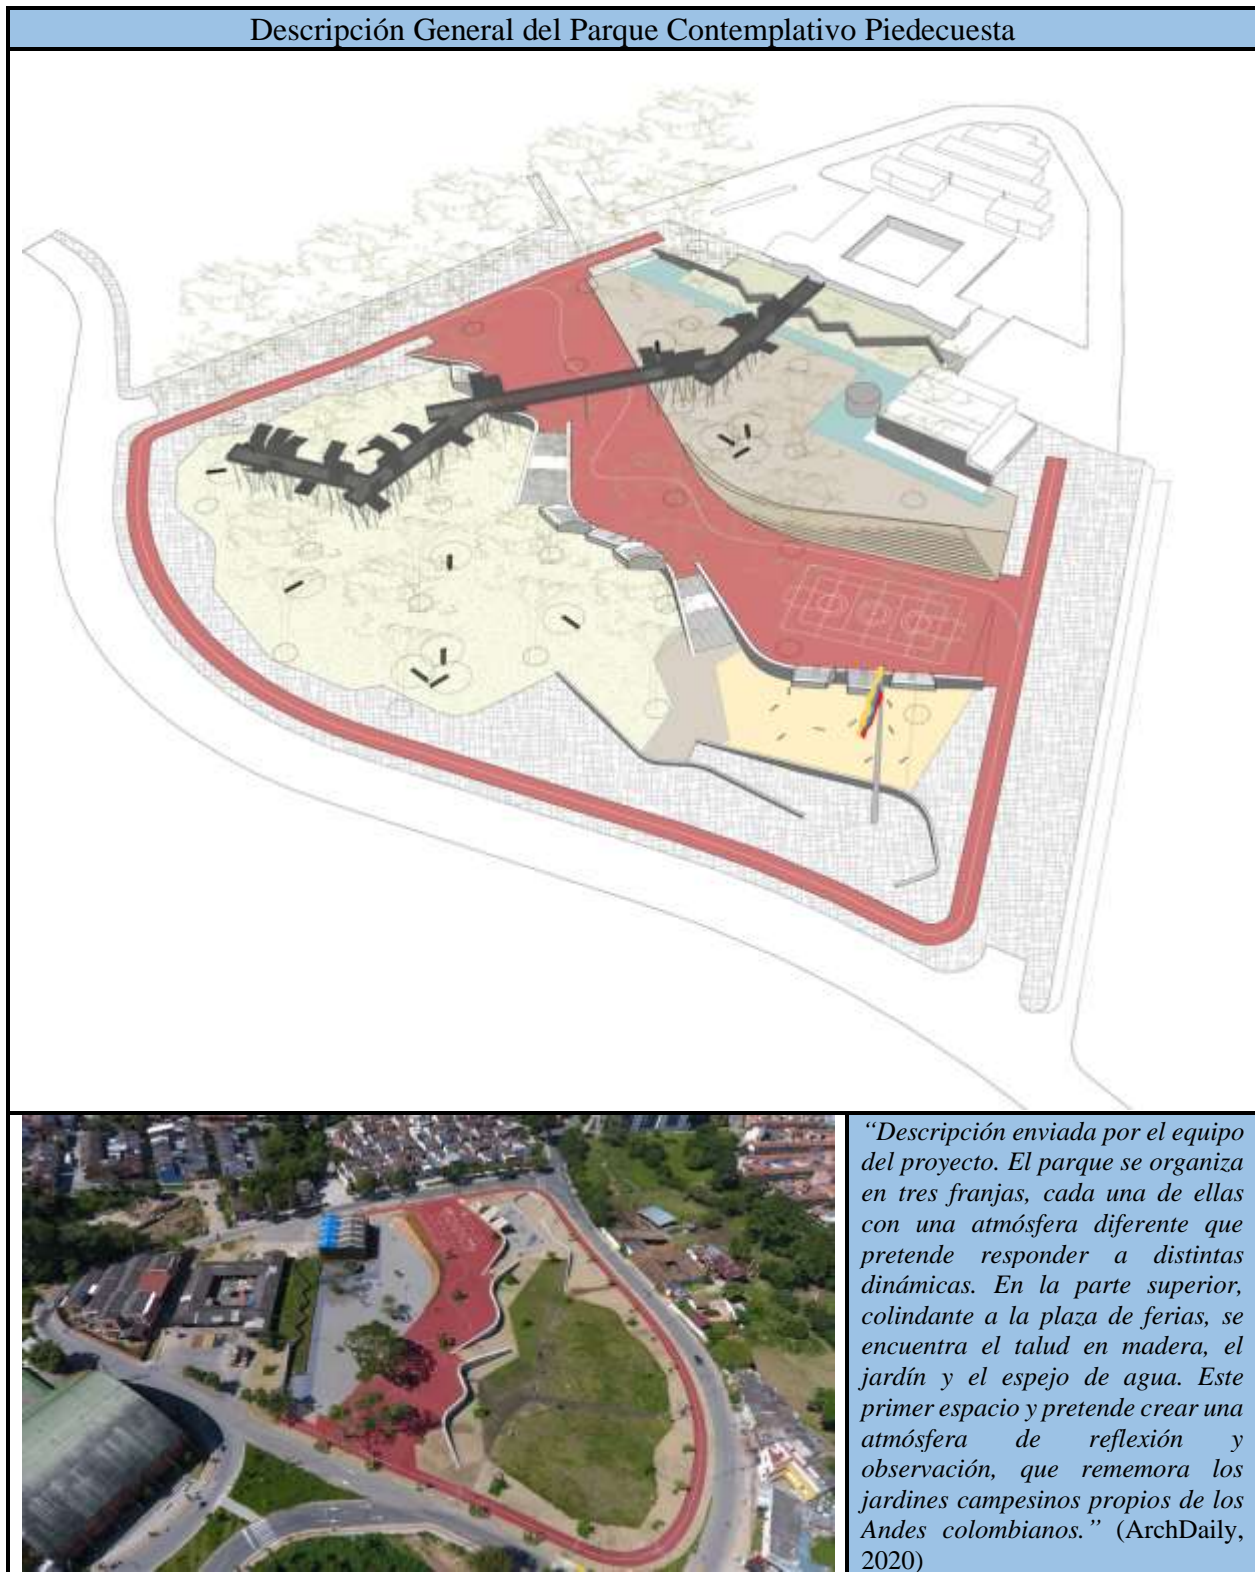 Descripción General del Parque Contemplativo Piedecuesta
“Descripción enviada por el equipo
del proyecto. El parque se organiza
en tres franjas, cada una de ellas
con una atmósfera diferente que
pretende responder a distintas
dinámicas. En la parte superior,
colindante a la plaza de ferias, se
encuentra el talud en madera, el
jardín y el espejo de agua. Este
primer espacio y pretende crear una
atmósfera de reflexión y
observación, que rememora los
jardines campesinos propios de los
Andes colombianos.” (ArchDaily,
2020)